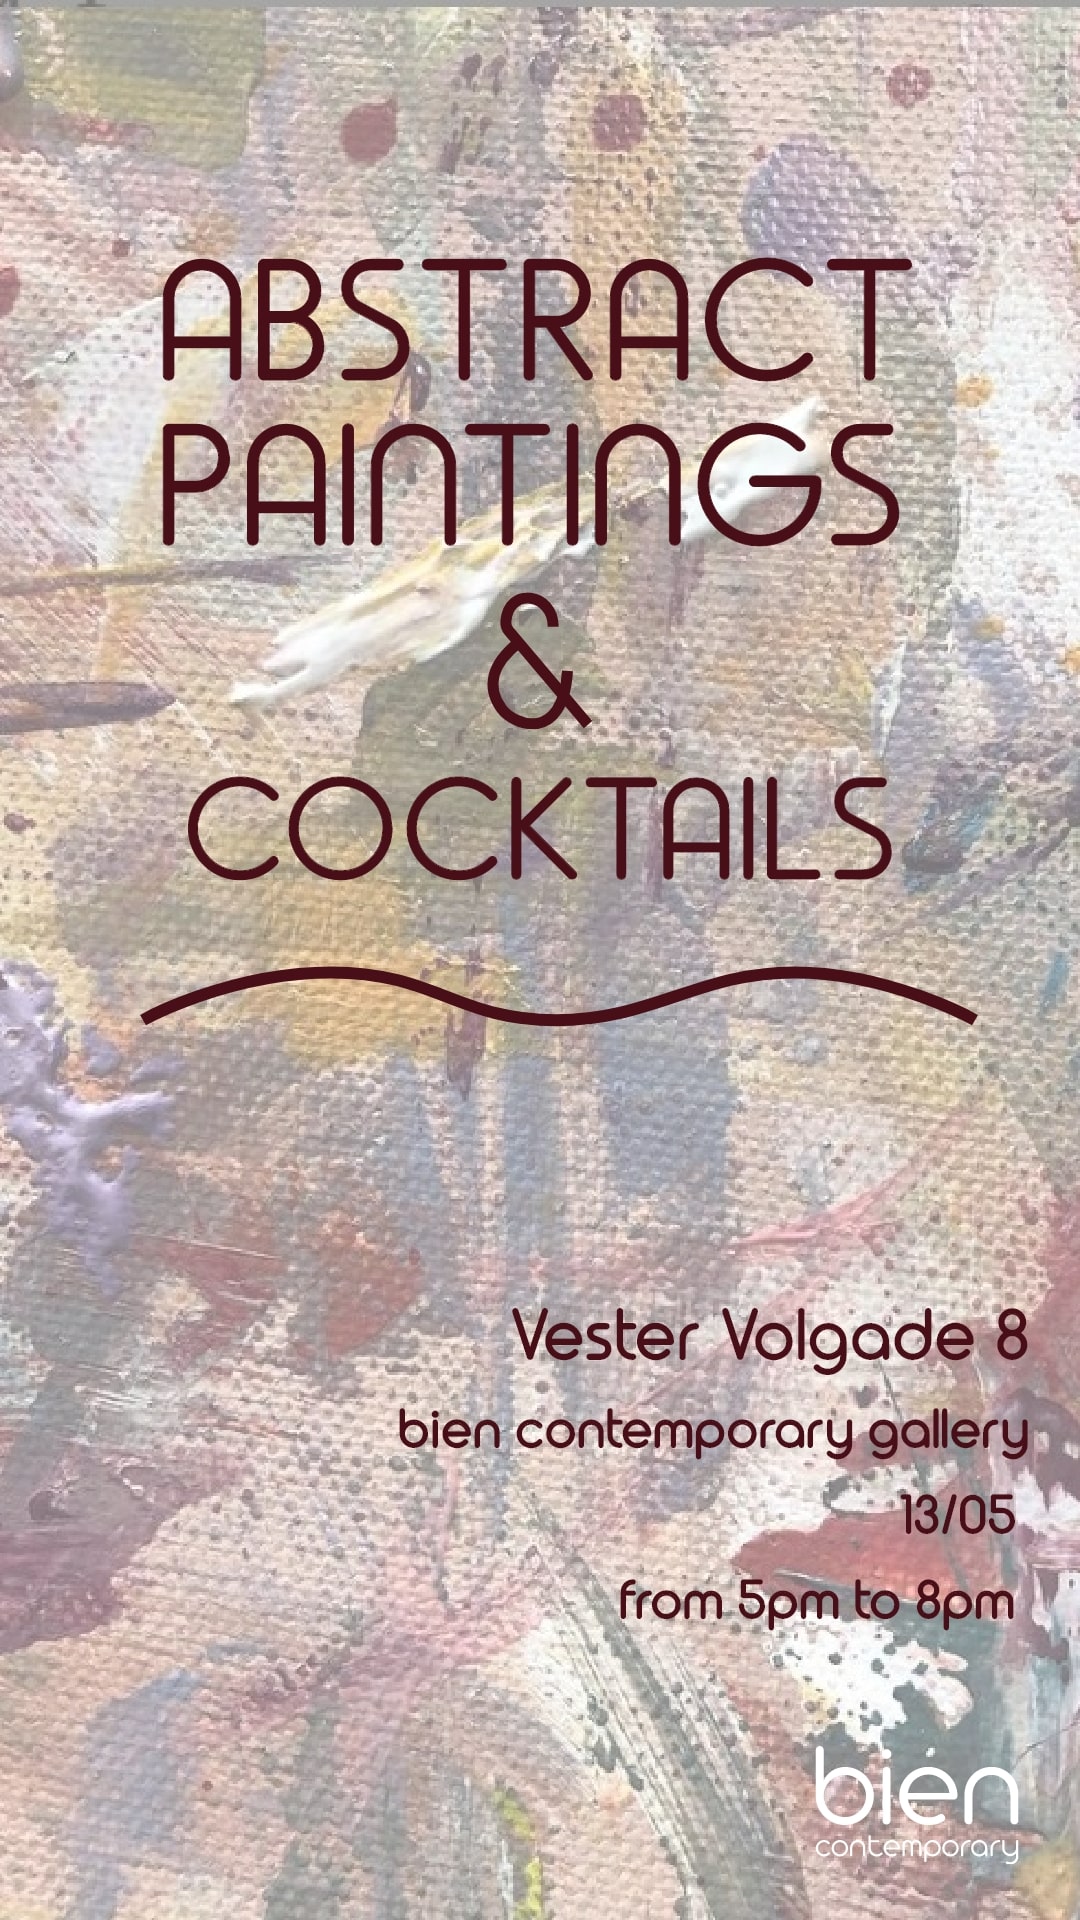 ABSTRACT
PAINTINGS
&
COCKTAILS
Vester Volgade 8
bien contemporary gallery
13/05
from 5pm to 8pm
bién
contemporary